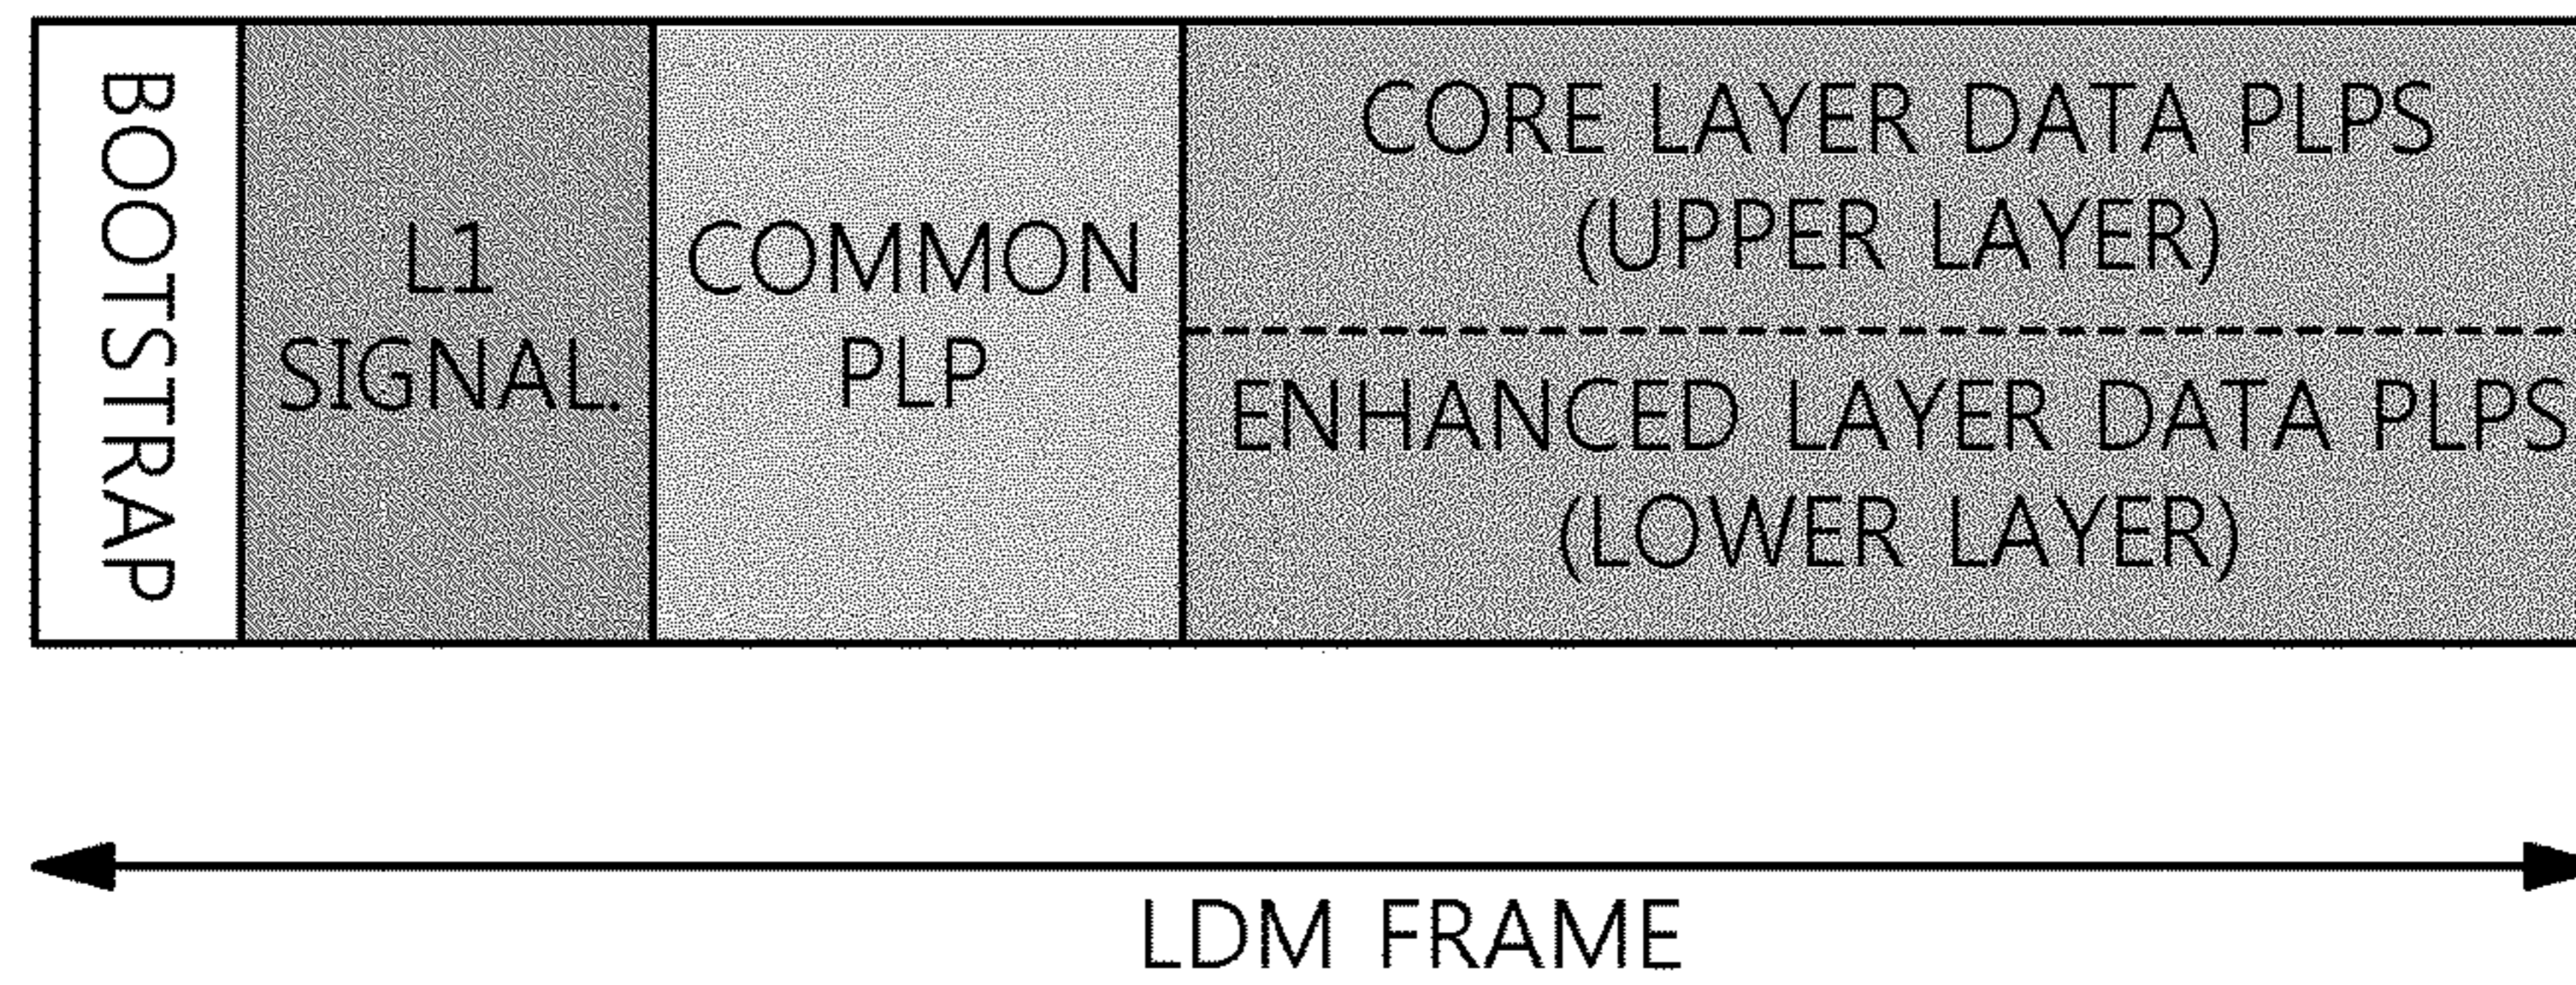 BOOTSTRAP
L1
SIGNAL.
COMMON
PLP
CORE LAYER DATA PLPS
(UPPER LAYER)
ENHANCED LAYER DATA PLPS
(LOWER LAYER)
LDM FRAME